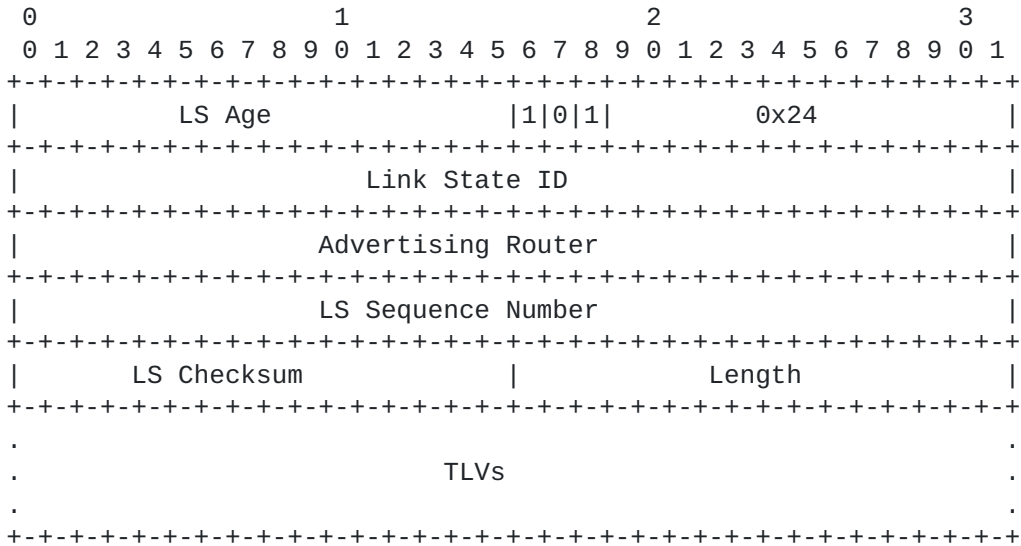 0                   1                   2                   3
 0 1 2 3 4 5 6 7 8 9 0 1 2 3 4 5 6 7 8 9 0 1 2 3 4 5 6 7 8 9 0 1
+-+-+-+-+-+-+-+-+-+-+-+-+-+-+-+-+-+-+-+-+-+-+-+-+-+-+-+-+-+-+-+-+
|          LS Age               |1|0|1|         0x24            |
+-+-+-+-+-+-+-+-+-+-+-+-+-+-+-+-+-+-+-+-+-+-+-+-+-+-+-+-+-+-+-+-+
|                      Link State ID                            |
+-+-+-+-+-+-+-+-+-+-+-+-+-+-+-+-+-+-+-+-+-+-+-+-+-+-+-+-+-+-+-+-+
|                   Advertising Router                          |
+-+-+-+-+-+-+-+-+-+-+-+-+-+-+-+-+-+-+-+-+-+-+-+-+-+-+-+-+-+-+-+-+
|                   LS Sequence Number                          |
+-+-+-+-+-+-+-+-+-+-+-+-+-+-+-+-+-+-+-+-+-+-+-+-+-+-+-+-+-+-+-+-+
|       LS Checksum             |            Length             |
+-+-+-+-+-+-+-+-+-+-+-+-+-+-+-+-+-+-+-+-+-+-+-+-+-+-+-+-+-+-+-+-+
.                                                               .
.                           TLVs                                .
.                                                               .
+-+-+-+-+-+-+-+-+-+-+-+-+-+-+-+-+-+-+-+-+-+-+-+-+-+-+-+-+-+-+-+-+